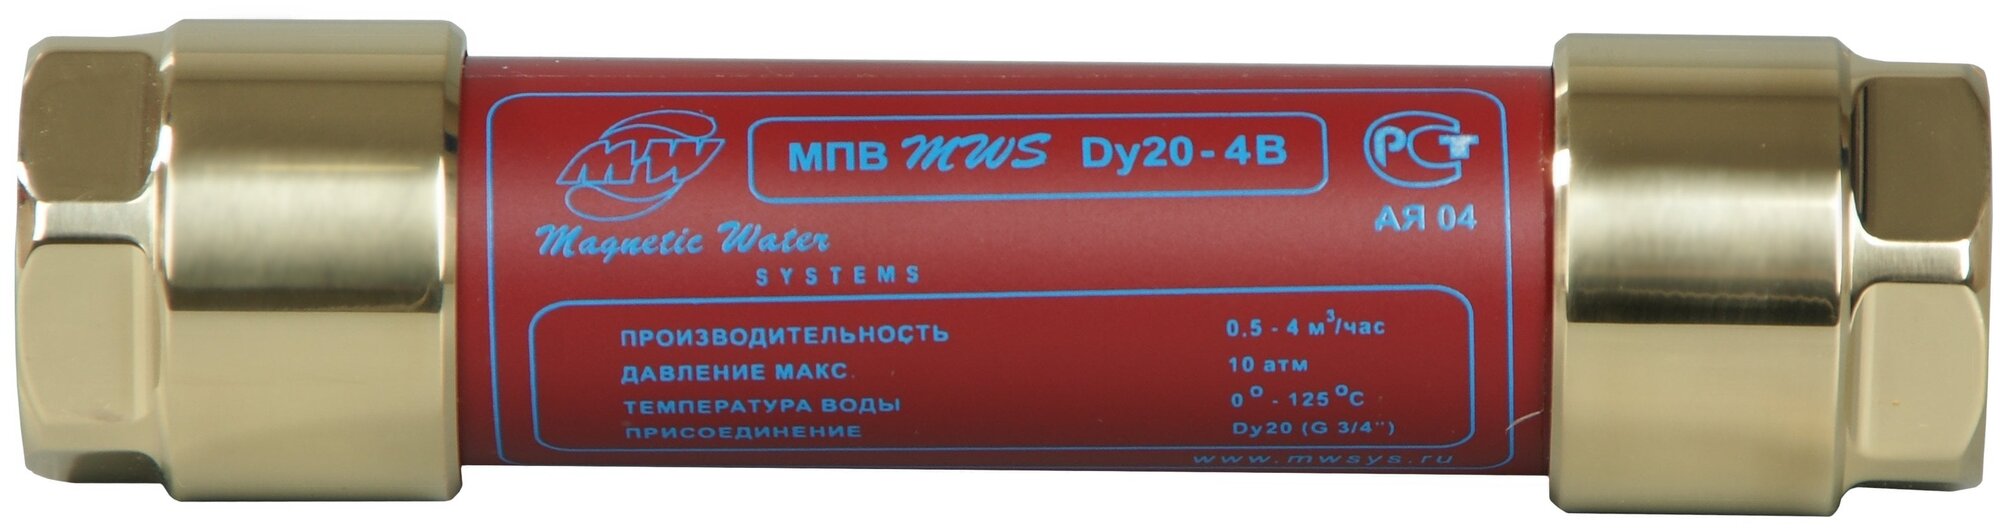 MW
МПВ MWS Dy20 - 4В
РСТ
АЯ 04
Magnetic Water
SYSTEMS
ПРОИЗВОДИТЕЛЬНОСТЬ 0,5 - 4 м³/час
ДАВЛЕНИЕ МАКС. 10 атм
ТЕМПЕРАТУРА ВОДЫ 0° - 125°С
ПРИСОЕДИНЕНИЕ Dy20 (G 3/4")
www.mwsys.ru